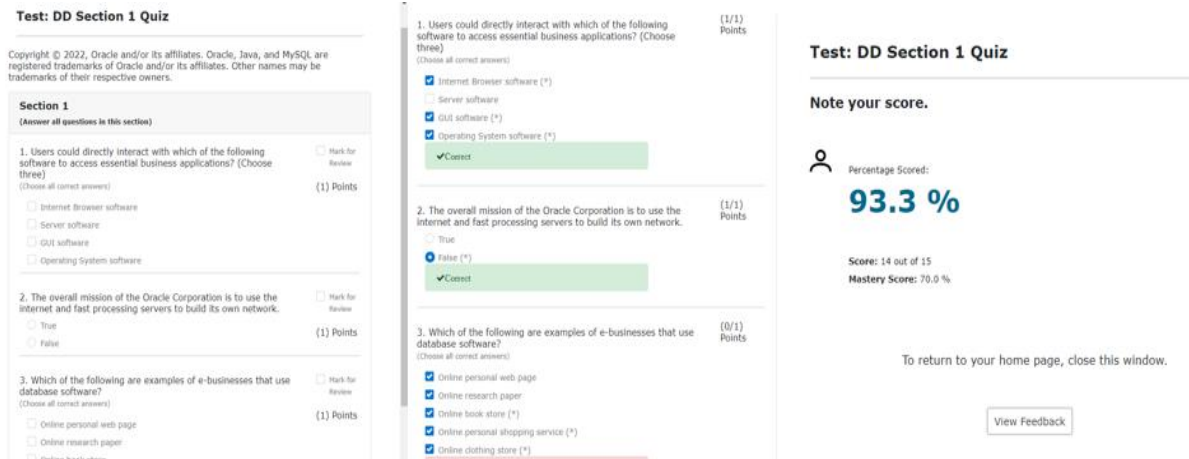 Test: DD Section 1 Quiz
Copyright © 2022, Oracle and/or its affiliates. Oracle, Java, and MySQL are
registered trademarks of Oracle and/or its affiliates. Other names may be
trademarks of their respective owners.
Section 1
(Answer all questions in this section)
1. Users could directly interact with which of the following
software to access essential business applications? (Choose
three)
(Choose all correct answers)
Mark for
Review
(1) Points
Internet Browser software
Server software
GUI software
Operating System software
2. The overall mission of the Oracle Corporation is to use the
internet and fast processing servers to build its own network.
Mark for
Review
(1) Points
True
False
3. Which of the following are examples of e-businesses that use
database software?
(Choose all correct answers)
Mark for
Review
(1) Points
Online personal web page
Online research paper
Online book store
1. Users could directly interact with which of the following
software to access essential business applications? (Choose
three)
(Choose all correct answers)
(1/1)
Points
Internet Browser software (*)
Server software
GUI software (*)
Operating System software (*)
Correct
2. The overall mission of the Oracle Corporation is to use the
internet and fast processing servers to build its own network.
(1/1)
Points
True
False (*)
Correct
3. Which of the following are examples of e-businesses that use
database software?
(Choose all correct answers)
(0/1)
Points
Online personal web page
Online research paper
Online book store (*)
Online personal shopping service (*)
Online clothing store (*)
Test: DD Section 1 Quiz
Note your score.
Percentage Scored:
93.3 %
Score: 14 out of 15
Mastery Score: 70.0 %
To return to your home page, close this window.
View Feedback